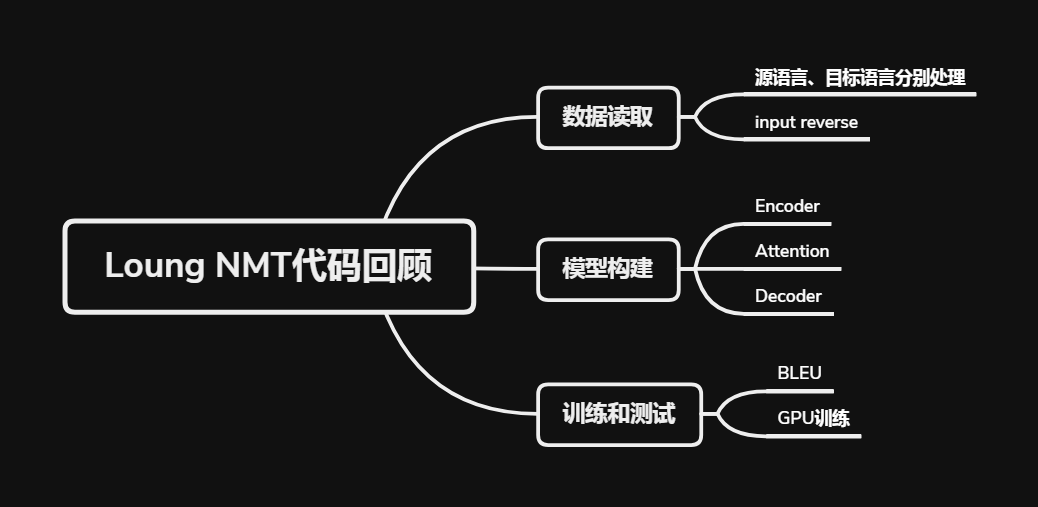 Loung NMT代码回顾
数据读取
源语言、目标语言分别处理
input reverse
模型构建
Encoder
Attention
Decoder
训练和测试
BLEU
GPU训练